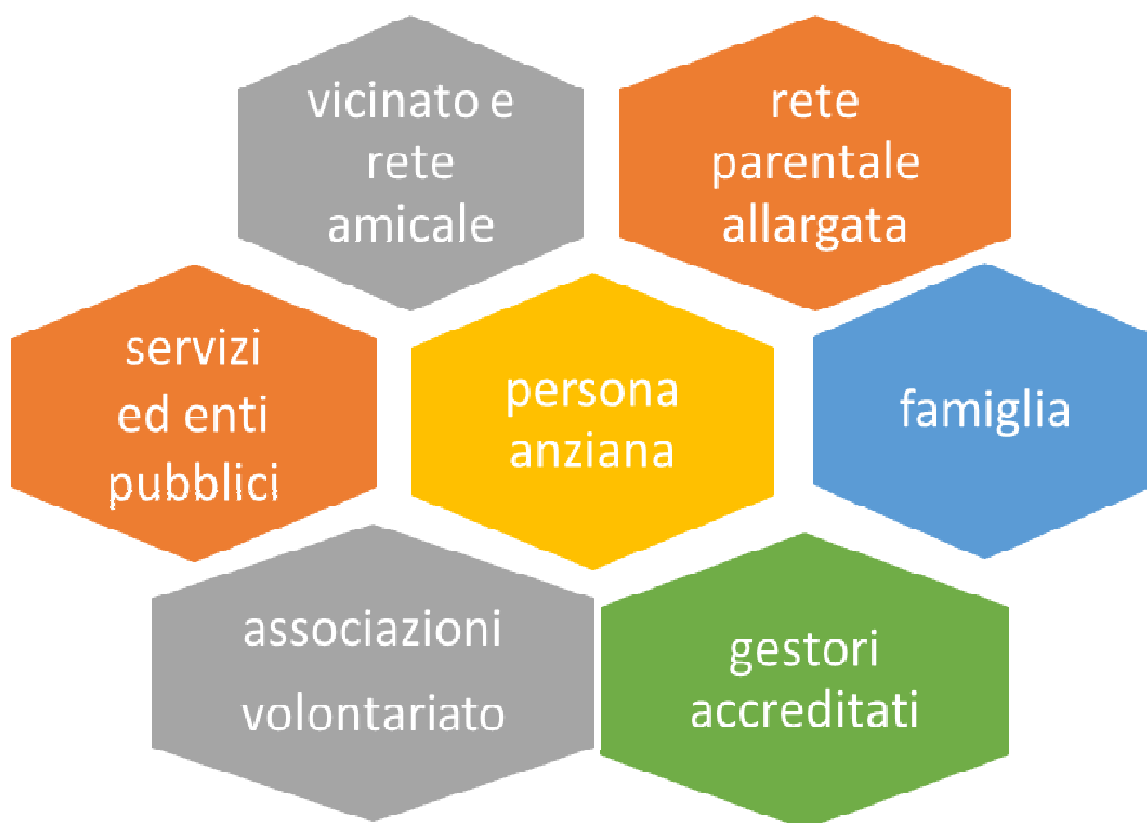 vicinato e
rete
amicale
rete
parentale
allargata
servizi
ed enti
pubblici
persona
anziana
famiglia
associazioni
volontariato
gestori
accreditati